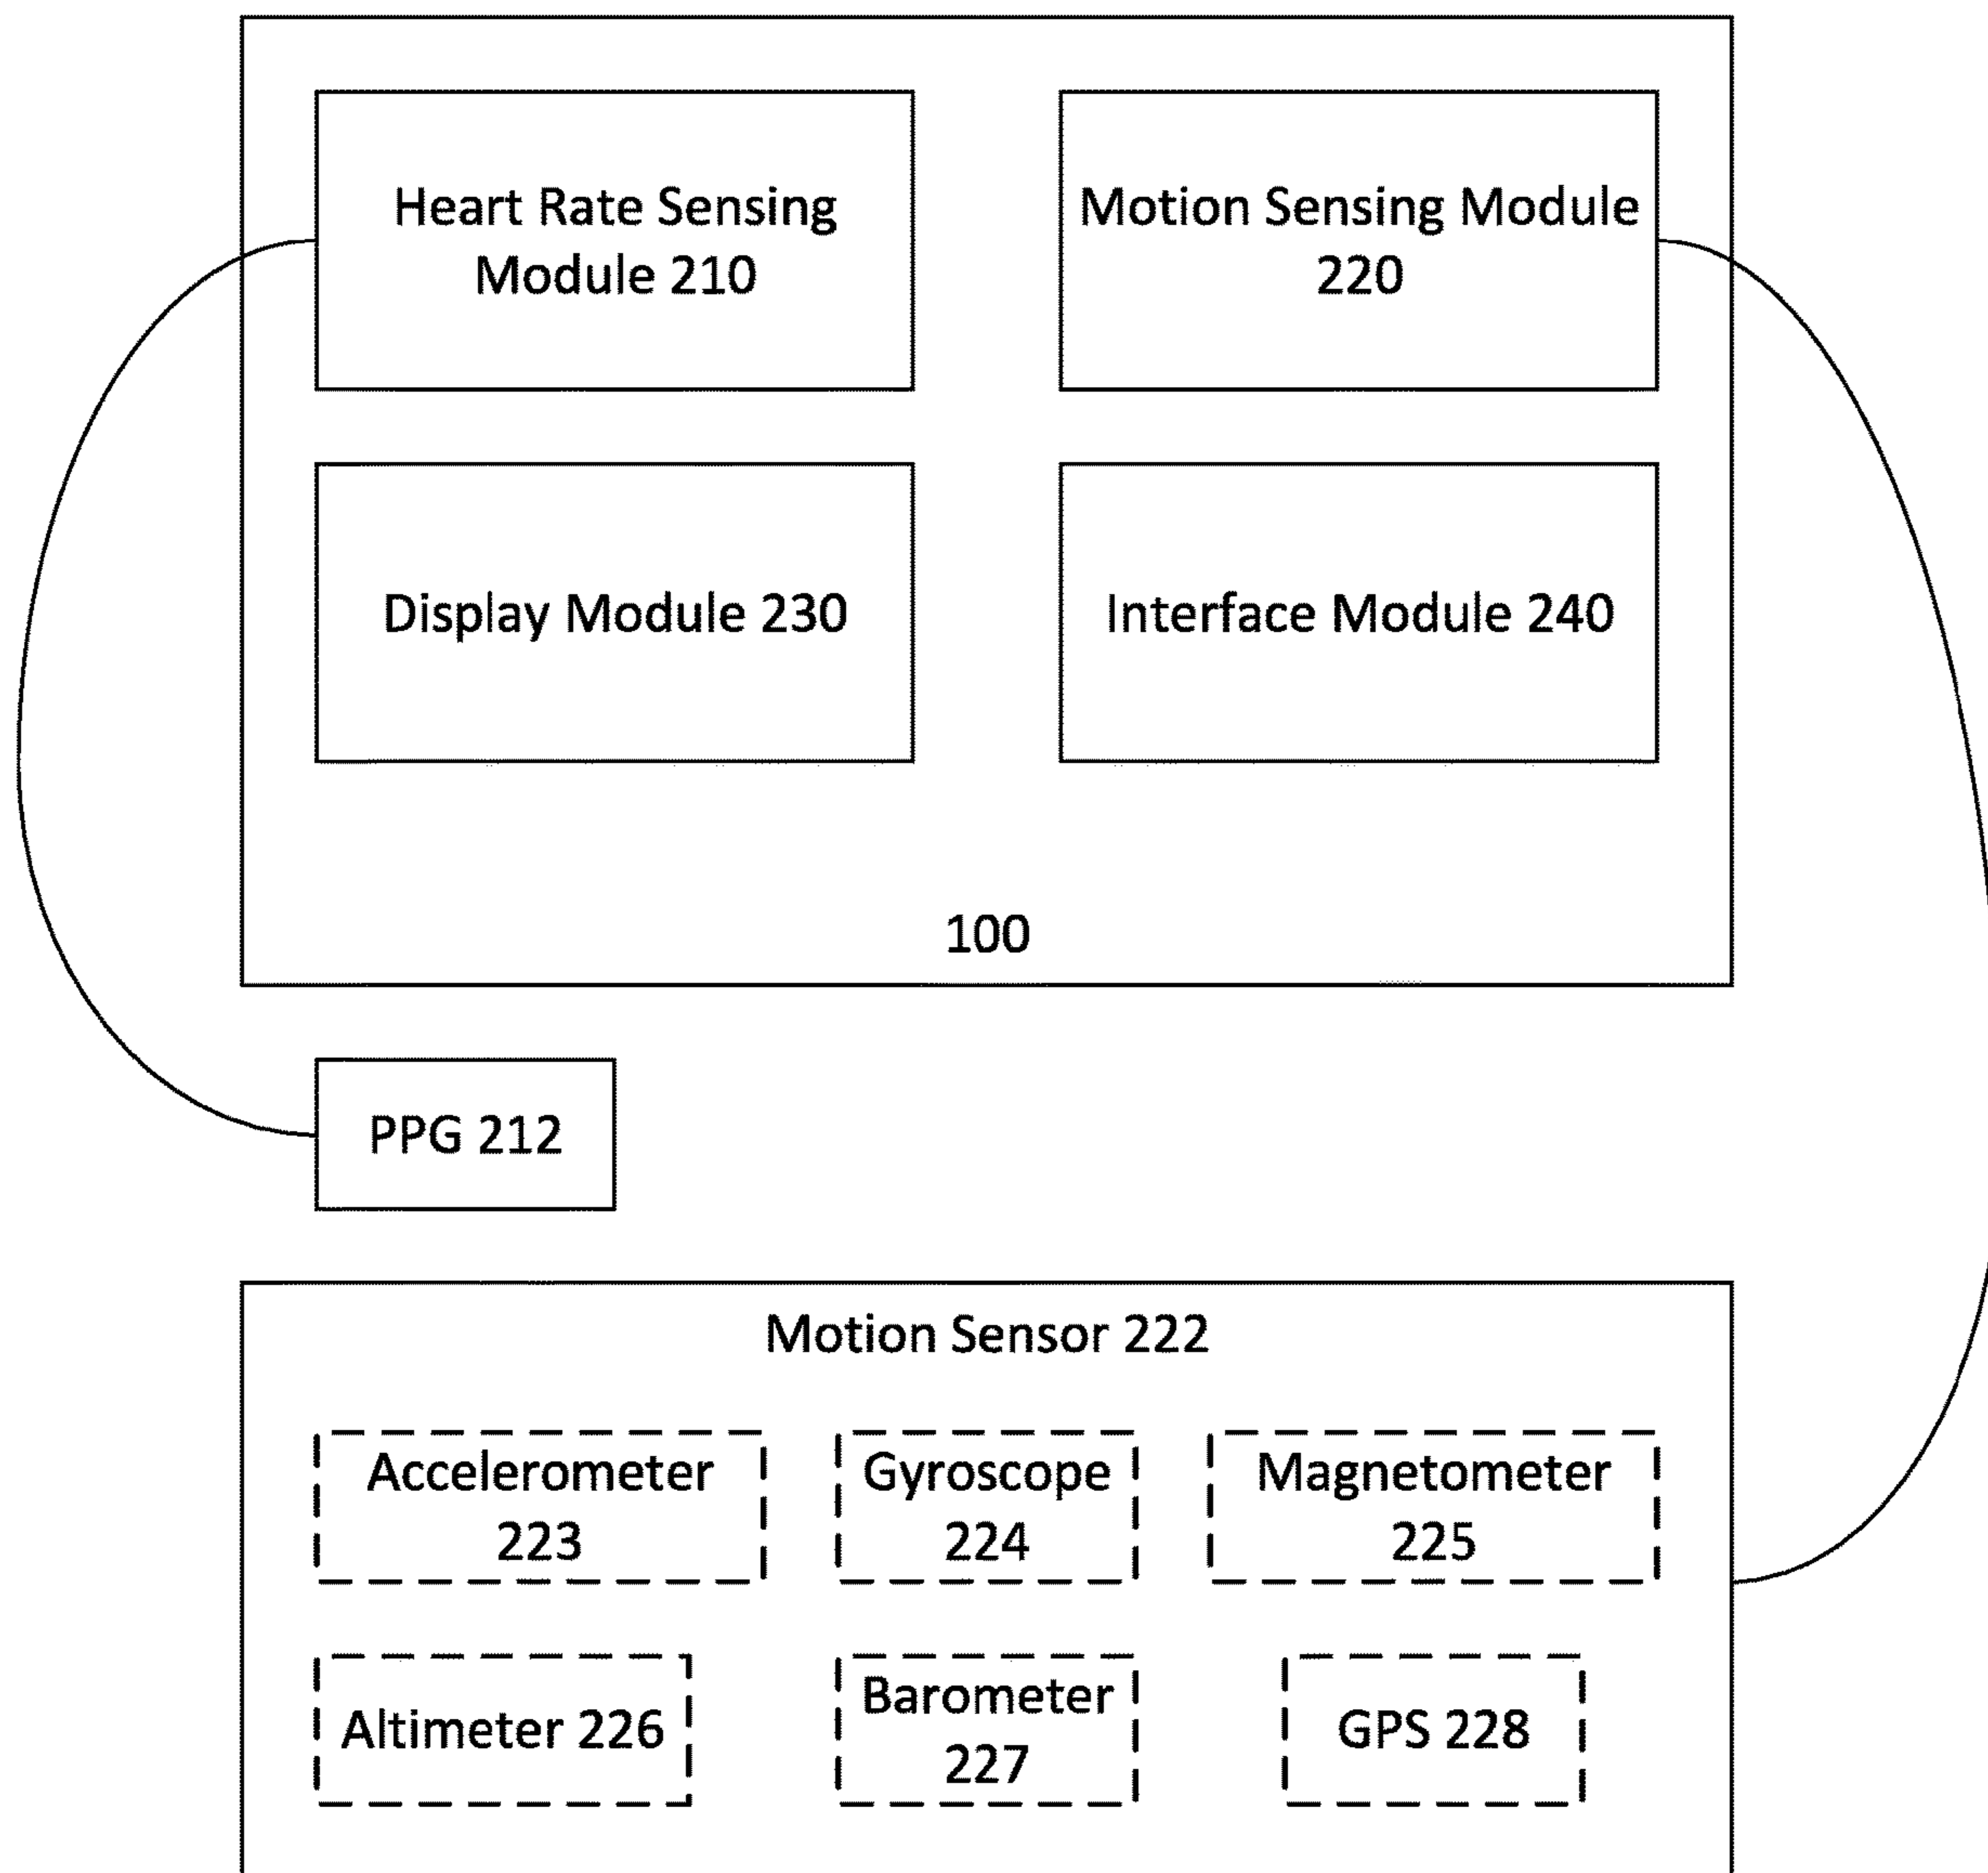 Heart Rate Sensing
Module 210
Motion Sensing Module
220
Display Module 230
Interface Module 240
100
PPG 212
Motion Sensor 222
Accelerometer
223
Gyroscope
224
Magnetometer
225
Altimeter 226
Barometer
227
GPS 228